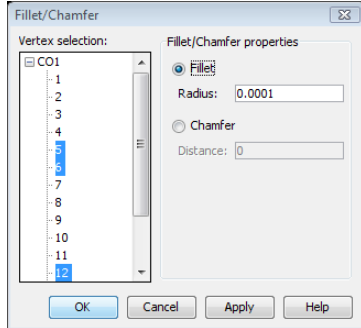 Fillet/Chamfer
Vertex selection:
CO1
1
2
3
4
5
6
7
8
9
10
11
12
Fillet/Chamfer properties
Fillet
Radius: 0.0001
Chamfer
Distance: 0
OK Cancel Apply Help